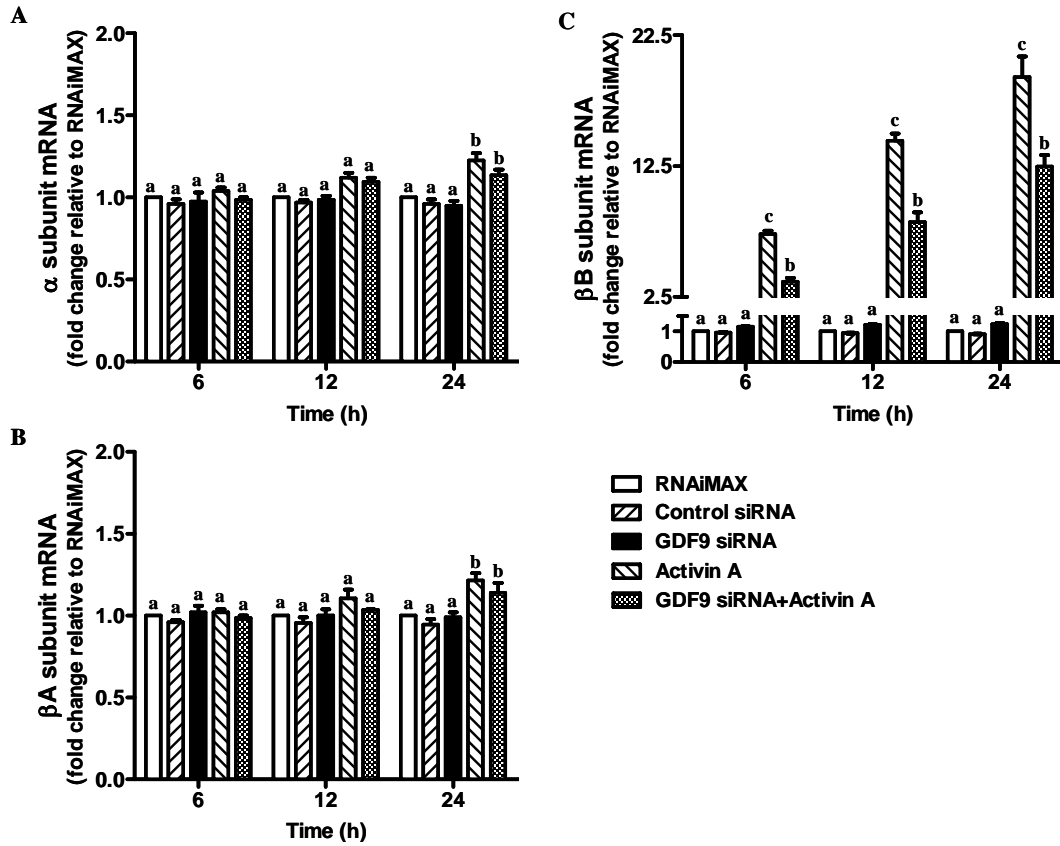 A
α subunit mRNA
(fold change relative to RNAiMAX)
2.0
1.5
1.0
0.5
0.0
a a a a a
a a a a a
a a a b b
6 12 24
Time (h)
B
βA subunit mRNA
(fold change relative to RNAiMAX)
2.0
1.5
1.0
0.5
0.0
a a a a a
a a a a
a a a b b
6 12 24
Time (h)
C
βB subunit mRNA
(fold change relative to RNAiMAX)
22.5
12.5
2.5
1
0
a a a c b
a a a c b
a a a c b
6 12 24
Time (h)
RNAiMAX
Control siRNA
GDF9 siRNA
Activin A
GDF9 siRNA+Activin A